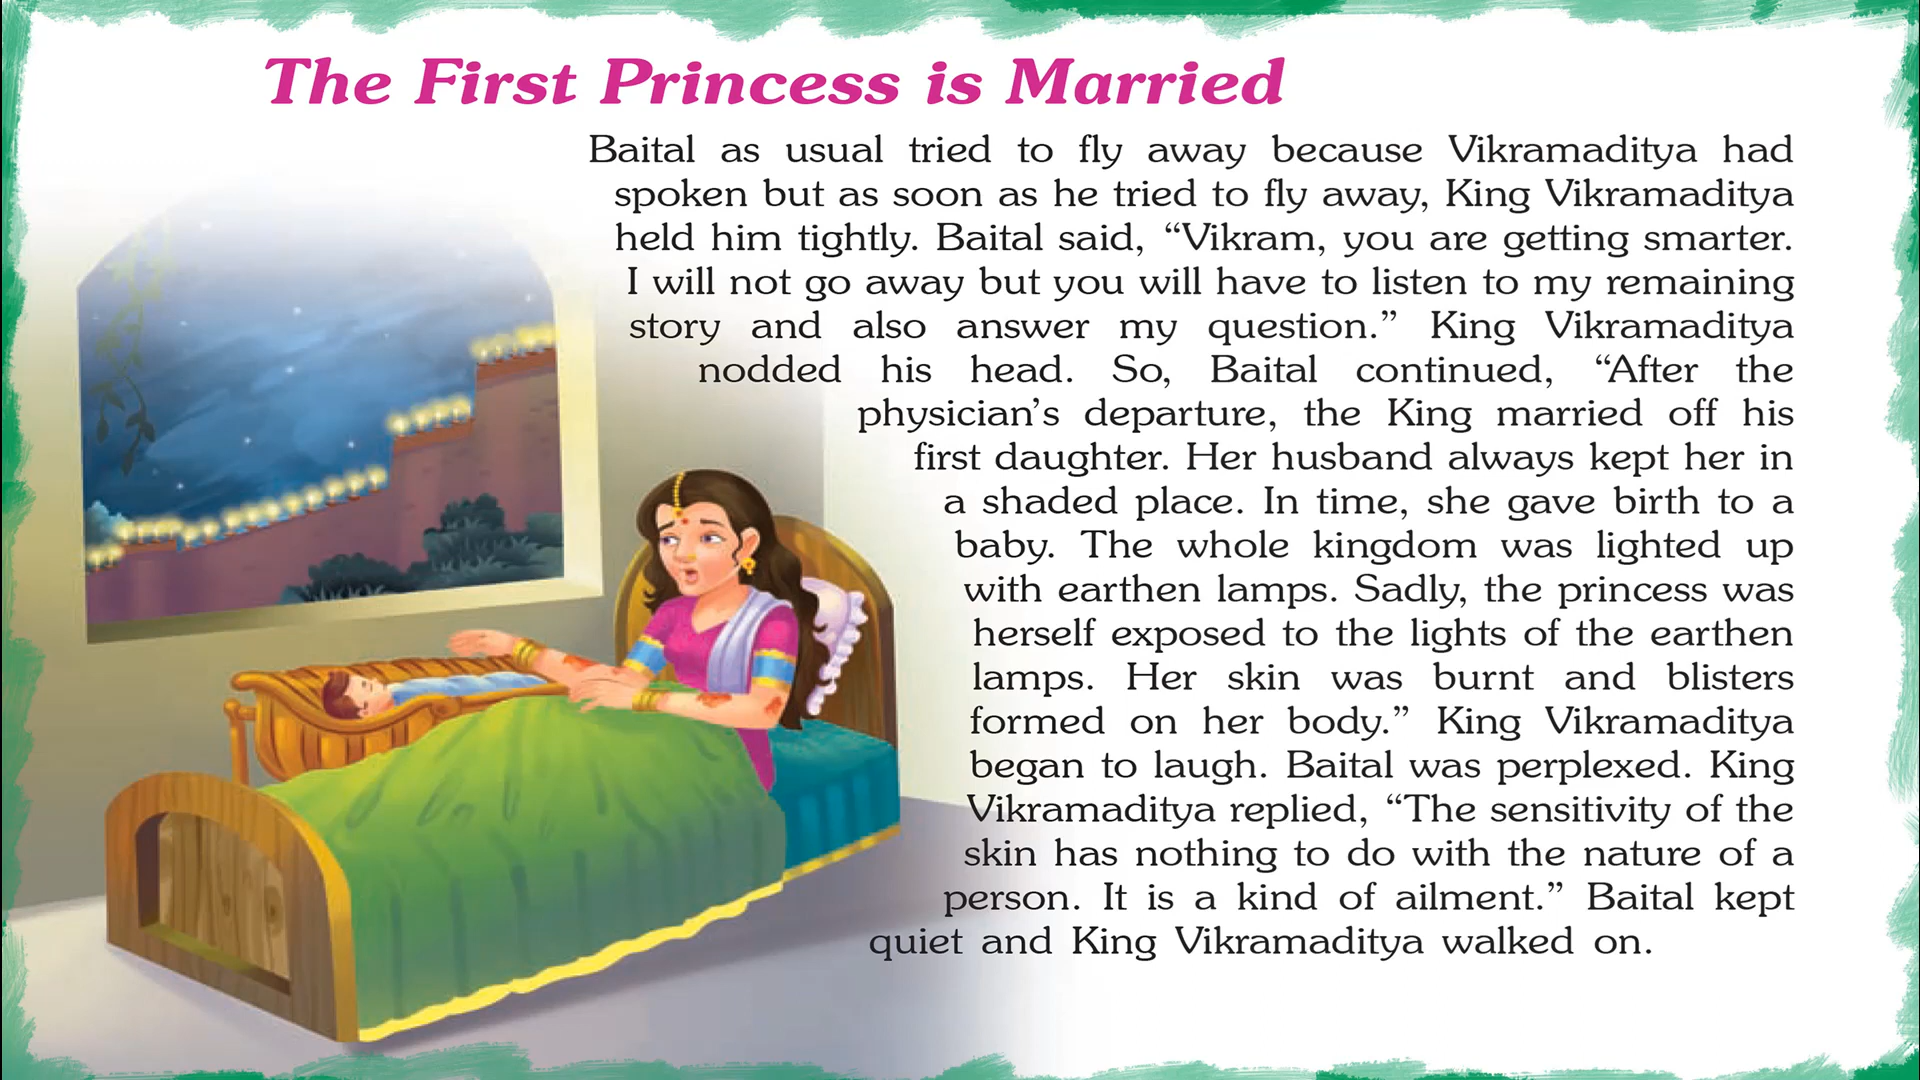 The First Princess is Married
Baital as usual tried to fly away because Vikramaditya had
spoken but as soon as he tried to fly away, King Vikramaditya
held him tightly. Baital said, “Vikram, you are getting smarter.
I will not go away but you will have to listen to my remaining
story and also answer my question.” King Vikramaditya
nodded his head. So, Baital continued, “After the
physician’s departure, the King married off his
first daughter. Her husband always kept her in
a shaded place. In time, she gave birth to a
baby. The whole kingdom was lighted up
with earthen lamps. Sadly, the princess was
herself exposed to the lights of the earthen
lamps. Her skin was burnt and blisters
formed on her body.” King Vikramaditya
began to laugh. Baital was perplexed. King
Vikramaditya replied, “The sensitivity of the
skin has nothing to do with the nature of a
person. It is a kind of ailment.” Baital kept
quiet and King Vikramaditya walked on.